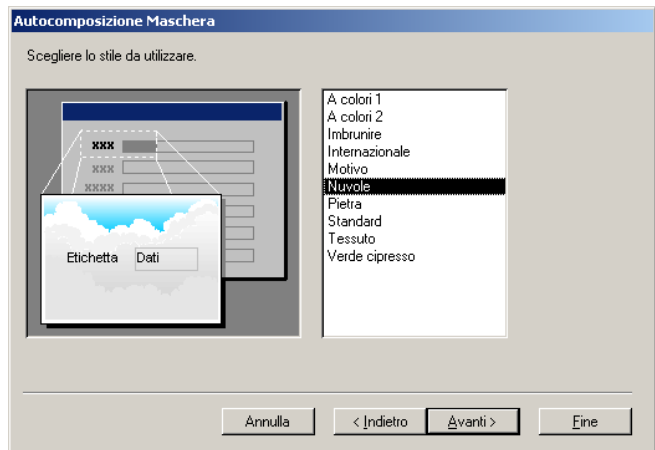 Autocomposizione Maschera
Scegliere lo stile da utilizzare.
xxx
xxx
xxxx
Etichetta Dati
A colori 1
A colori 2
Imbrunire
Internazionale
Motivo
Nuvole
Pietra
Standard
Tessuto
Verde cipresso
Annulla < Indietro Avanti > Fine